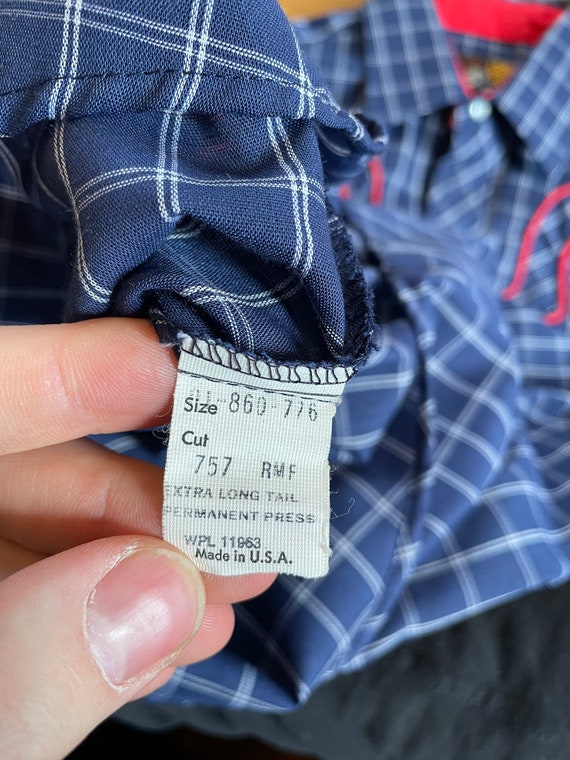 Size 860-776
Cut
757 RMF
EXTRA LONG TAIL
PERMANENT PRESS
WPL 11963
Made in U.S.A.